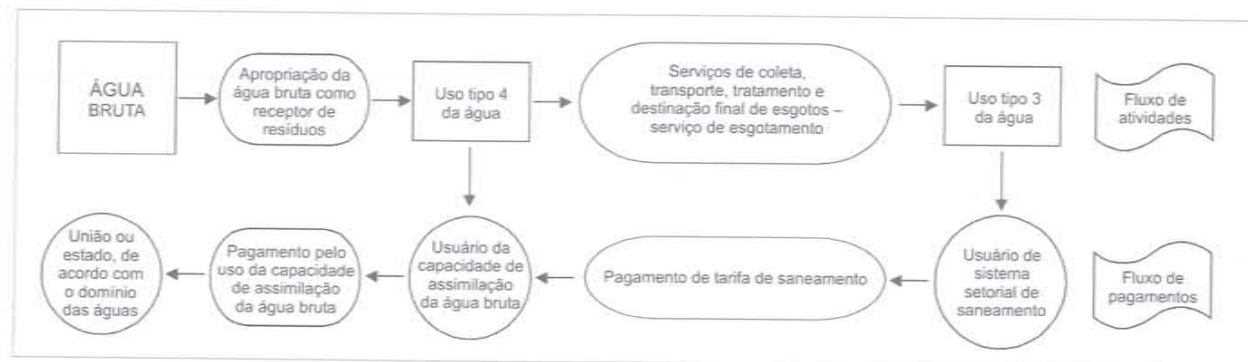 ÁGUA
BRUTA
Apropriação da
água bruta como
receptor de
resíduos
Uso tipo 4
da água
Serviços de coleta,
transporte, tratamento e
destinação final de esgotos –
serviço de esgotamento
Uso tipo 3
da água
Fluxo de
atividades
União ou
estado, de
acordo com
o domínio
das águas
Pagamento pelo
uso da capacidade
de assimilação
da água bruta
Usuário da
capacidade de
assimilação
da água bruta
Pagamento de tarifa de saneamento
Usuário de
sistema
setorial de
saneamento
Fluxo de
pagamentos